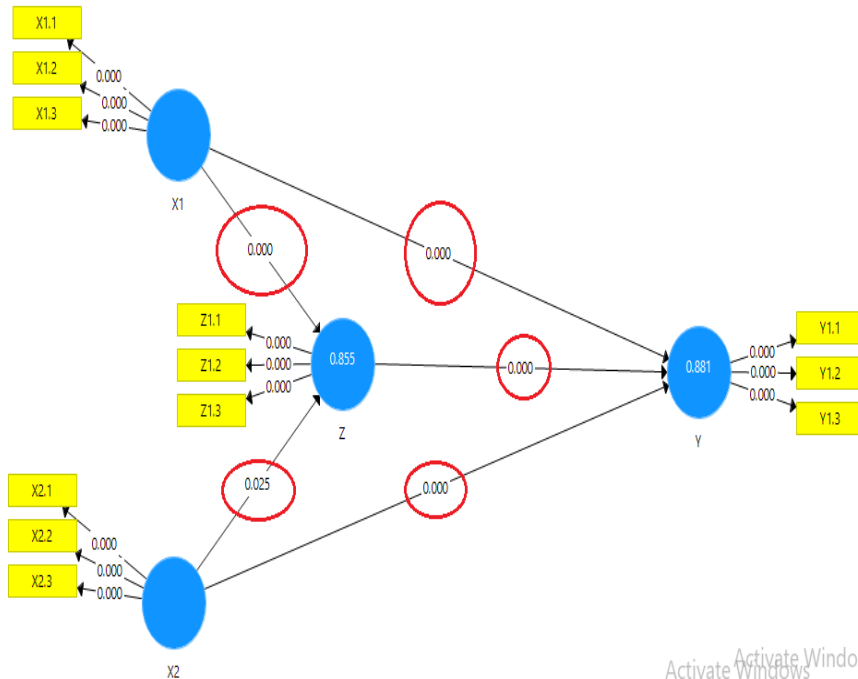 X1.1
X1.2
X1.3
0.000
0.000
0.000
X1
0.000
0.000
Z1.1
Z1.2
Z1.3
0.000
0.000
0.000
0.855
Z
0.000
0.881
Y
0.000
0.000
0.000
Y1.1
Y1.2
Y1.3
0.025
0.000
X2.1
X2.2
X2.3
0.000
0.000
0.000
X2
Activate Windo
Activate Windows